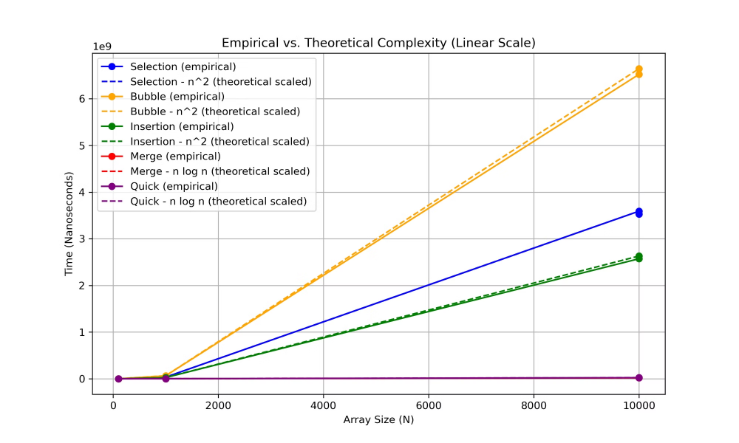 Empirical vs. Theoretical Complexity (Linear Scale)
1e9
Selection (empirical)
Selection - n^2 (theoretical scaled)
Bubble (empirical)
Bubble - n^2 (theoretical scaled)
Insertion (empirical)
Insertion - n^2 (theoretical scaled)
Merge (empirical)
Merge - n log n (theoretical scaled)
Quick (empirical)
Quick - n log n (theoretical scaled)
Time (Nanoseconds)
6
5
4
3
2
1
0
0 2000 4000 6000 8000 10000
Array Size (N)